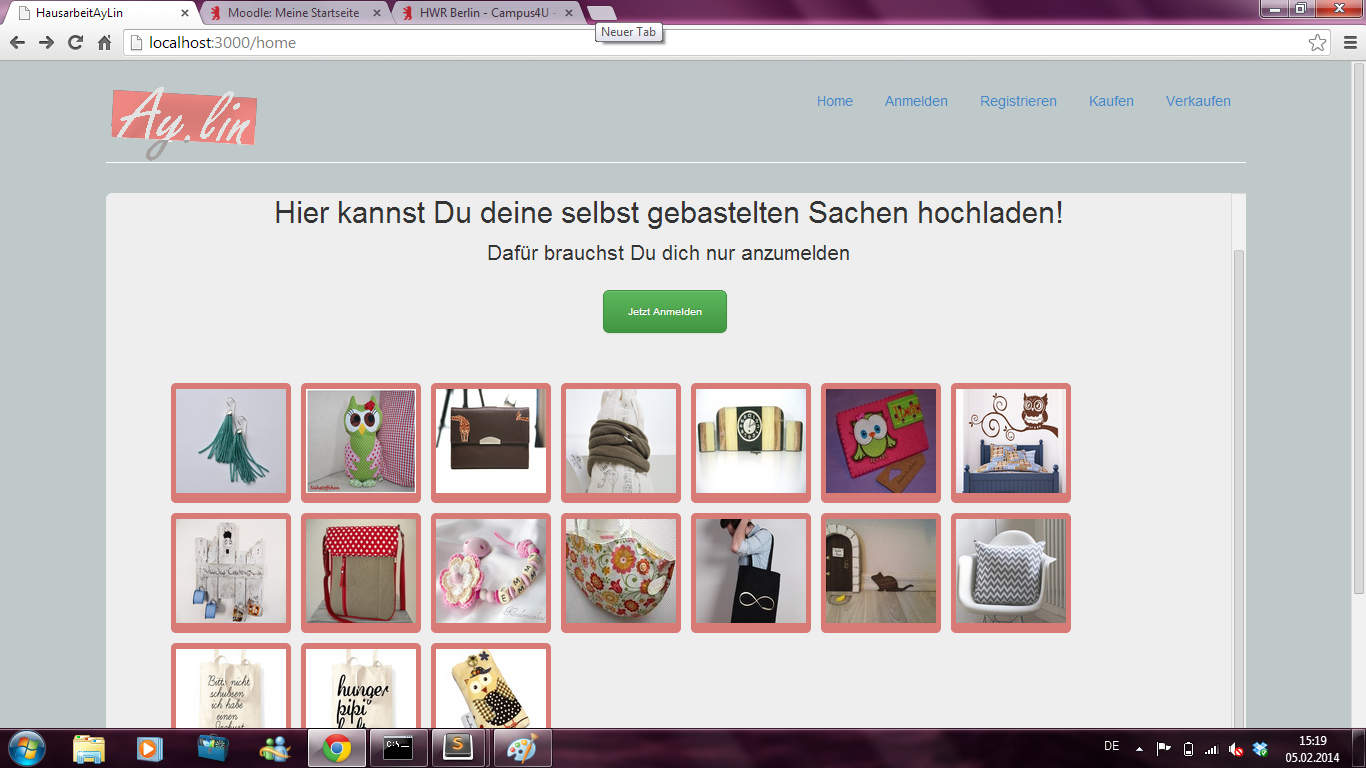 HausarbeitAyLin
Moodle: Meine Startseite
HWR Berlin - Campus4U -
Neuer Tab
localhost:3000/home
Ay.lin
Home
Anmelden
Registrieren
Kaufen
Verkaufen
Hier kannst Du deine selbst gebastelten Sachen hochladen!
Dafür brauchst Du dich nur anzumelden
Jetzt Anmelden
EMMA
Bitte nicht
schubsen
ich habe
einen
hunger
pipi
DE
15:19
05.02.2014